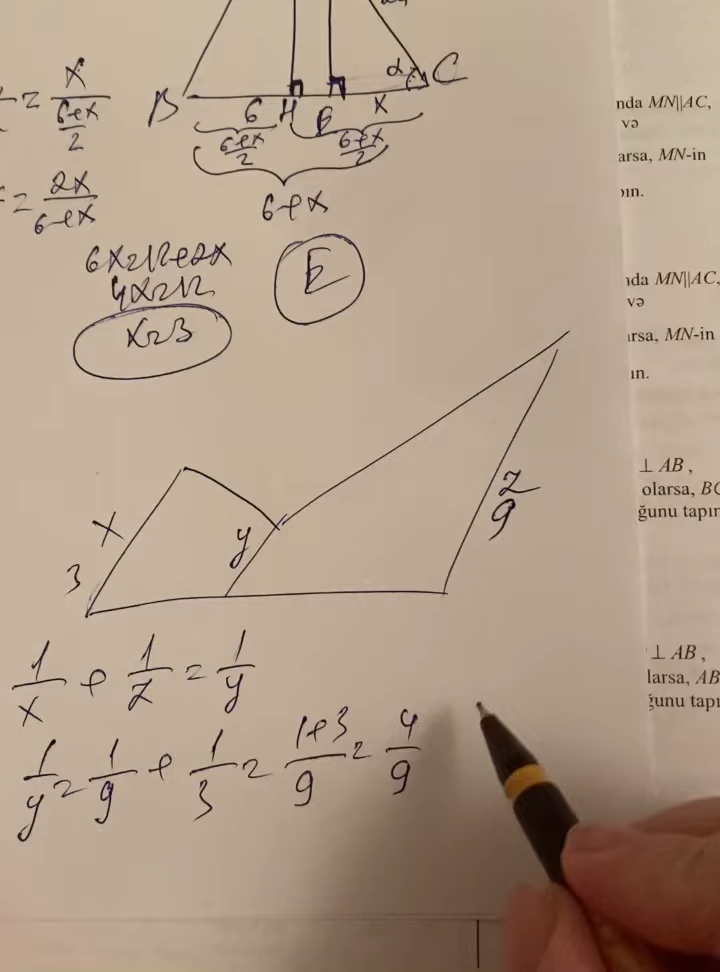 = x / (6+x / 2)
= 2x / 6+x
B 6 H E x α C
6+x / 2 6+x / 2
6+x
6x=12+2x
4x=12
x=3
E
x
3
y
z
9
1/x + 1/z = 1/y
1/y = 1/9 + 1/3 = 1+3/9 = 4/9
nda MN||AC,
və
arsa, MN-in
ın.
nda MN||AC,
və
ırsa, MN-in
ın.
⊥ AB ,
olarsa, BC
ğunu tapır
⊥ AB ,
larsa, AB
ğunu tapı